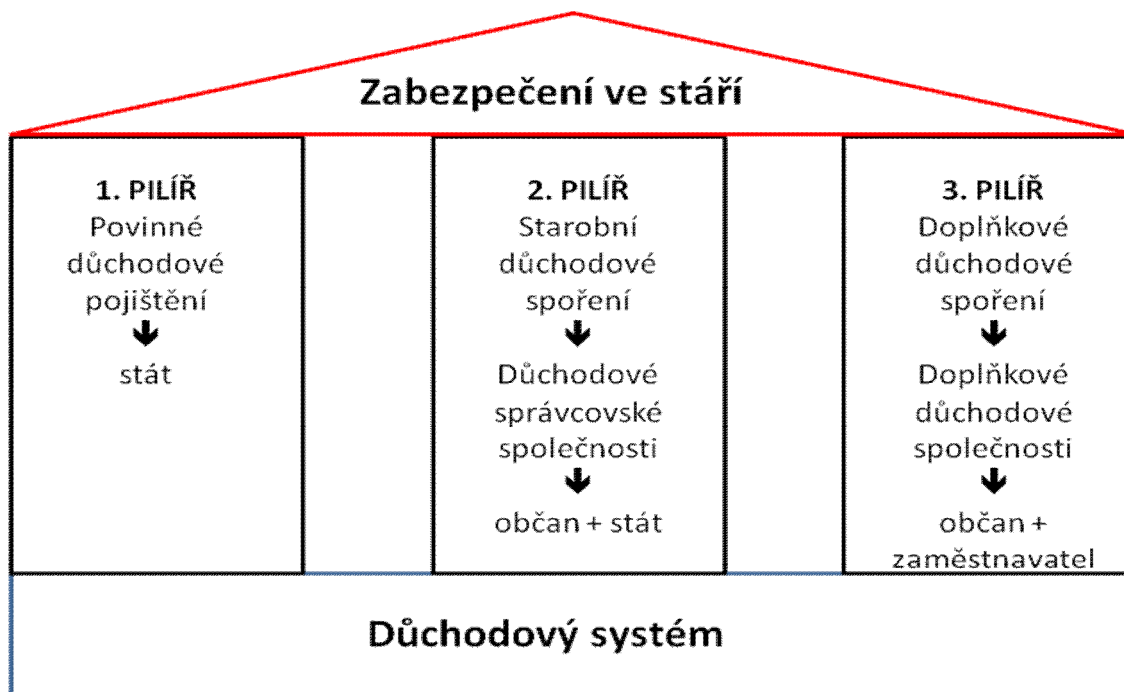 Zabezpečení ve stáří
1. PILÍŘ
Povinné
důchodové
pojištění
stát
2. PILÍŘ
Starobní
důchodové
spoření
Důchodové
správcovské
společnosti
občan + stát
3. PILÍŘ
Doplňkové
důchodové
spoření
Doplňkové
důchodové
společnosti
občan +
zaměstnavatel
Důchodový systém